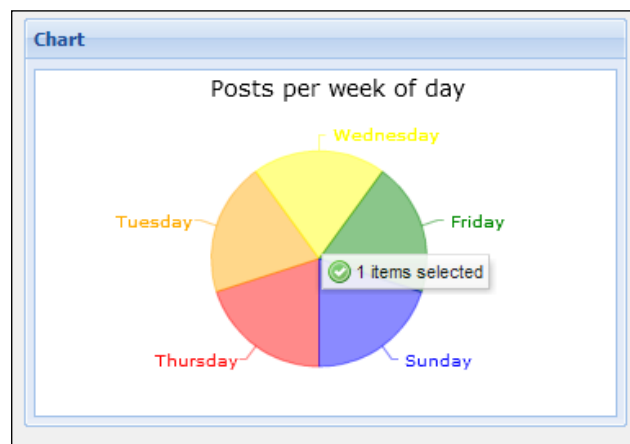 Chart
Posts per week of day
Wednesday
Tuesday
Friday
1 items selected
Thursday
Sunday